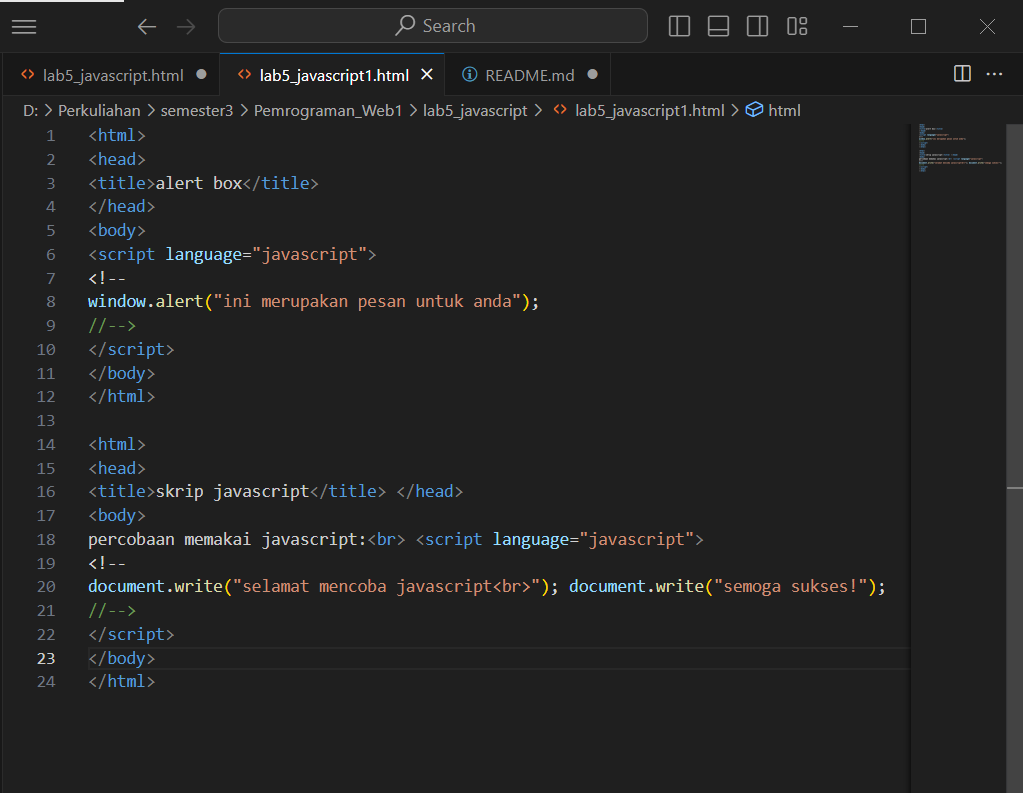 Search
lab5_javascript.html
lab5_javascript1.html
README.md
D: > Perkuliahan > semester3 > Pemrograman_Web1 > lab5_javascript > lab5_javascript1.html > html
1 <html>
2 <head>
3 <title>alert box</title>
4 </head>
5 <body>
6 <script language="javascript">
7 <!--
8 window.alert("ini merupakan pesan untuk anda");
9 //-->
10 </script>
11 </body>
12 </html>
13
14 <html>
15 <head>
16 <title>skrip javascript</title> </head>
17 <body>
18 percobaan memakai javascript:<br> <script language="javascript">
19 <!--
20 document.write("selamat mencoba javascript<br>"); document.write("semoga sukses!");
21 //-->
22 </script>
23 </body>
24 </html>